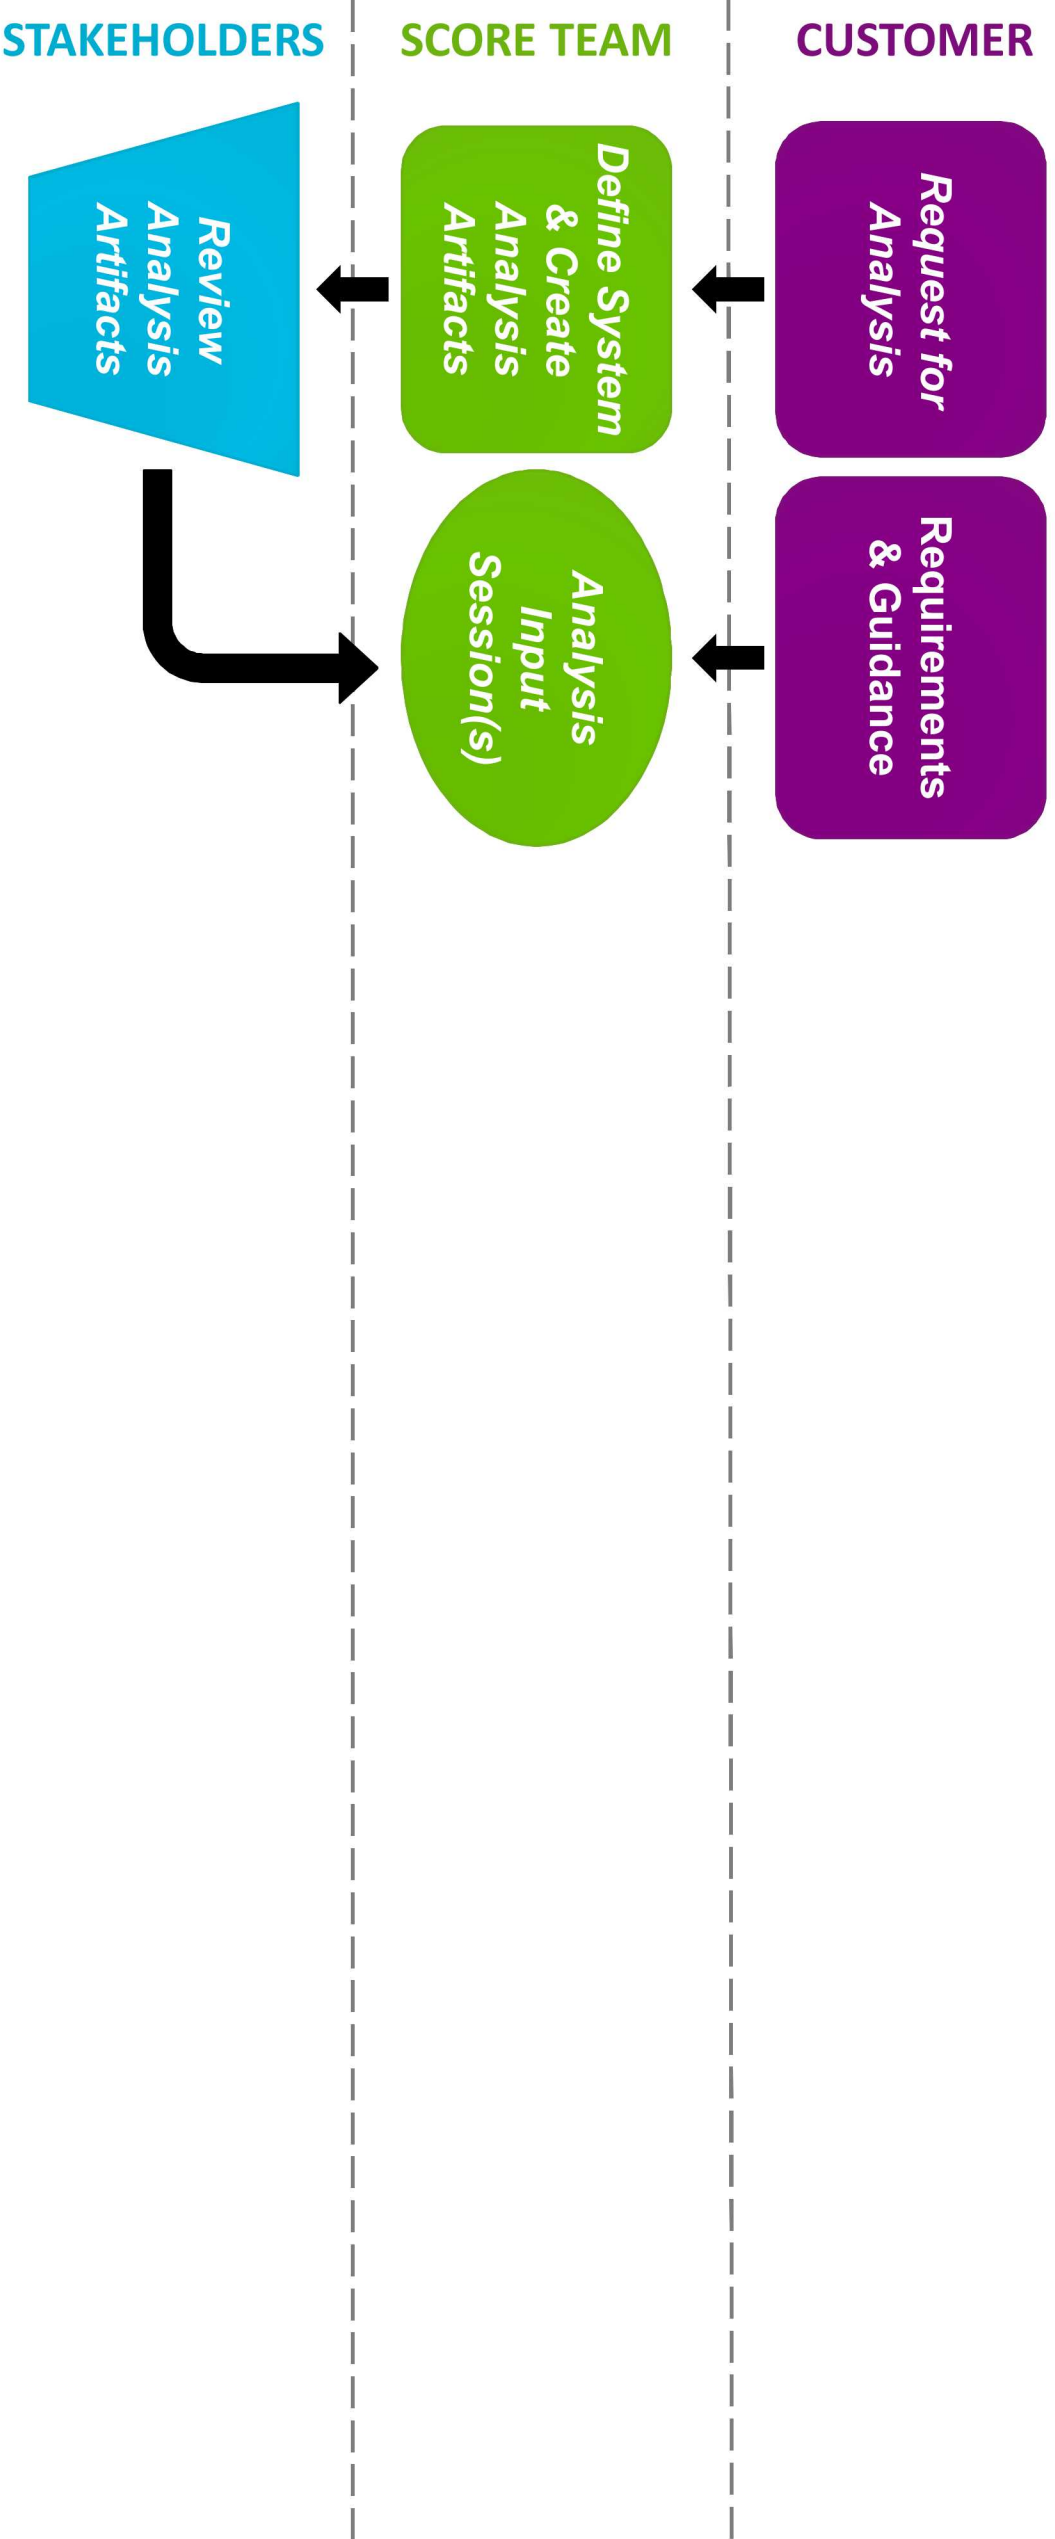 STAKEHOLDERS
SCORE TEAM
CUSTOMER
Request for
Analysis
Define System
& Create
Analysis
Artifacts
Review
Analysis
Artifacts
Requirements
& Guidance
Analysis
Input
Session(s)